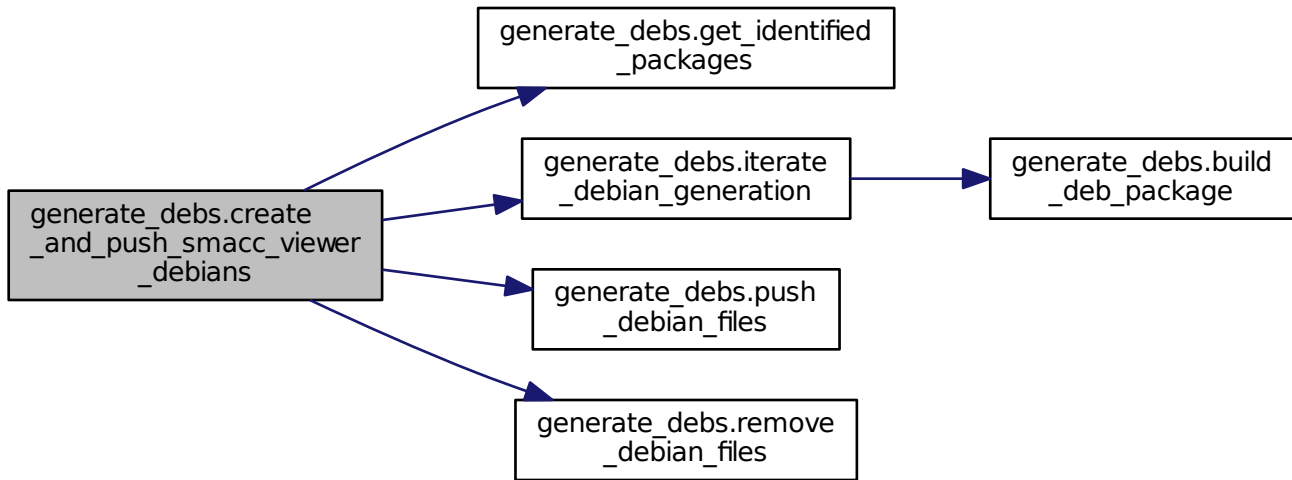 generate_debs.get_identified
_packages
generate_debs.iterate
_debian_generation
generate_debs.build
_deb_package
generate_debs.create
_and_push_smacc_viewer
_debians
generate_debs.push
_debian_files
generate_debs.remove
_debian_files